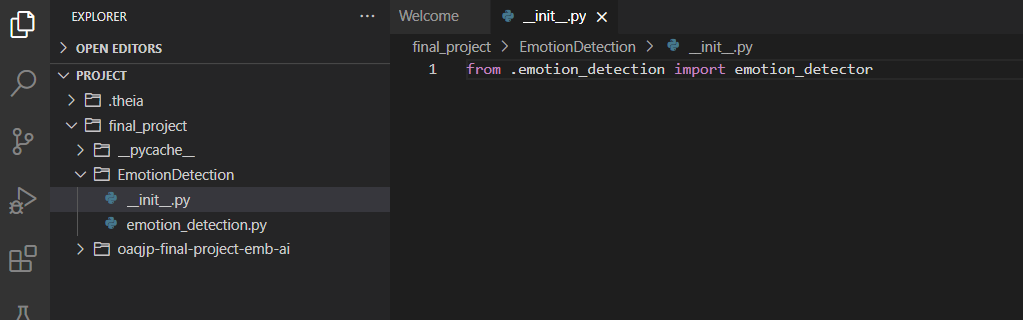 EXPLORER ···
OPEN EDITORS
PROJECT
.theia
final_project
__pycache__
EmotionDetection
__init__.py
emotion_detection.py
oaqjp-final-project-emb-ai
Welcome __init__.py
final_project > EmotionDetection > __init__.py
1 from .emotion_detection import emotion_detector